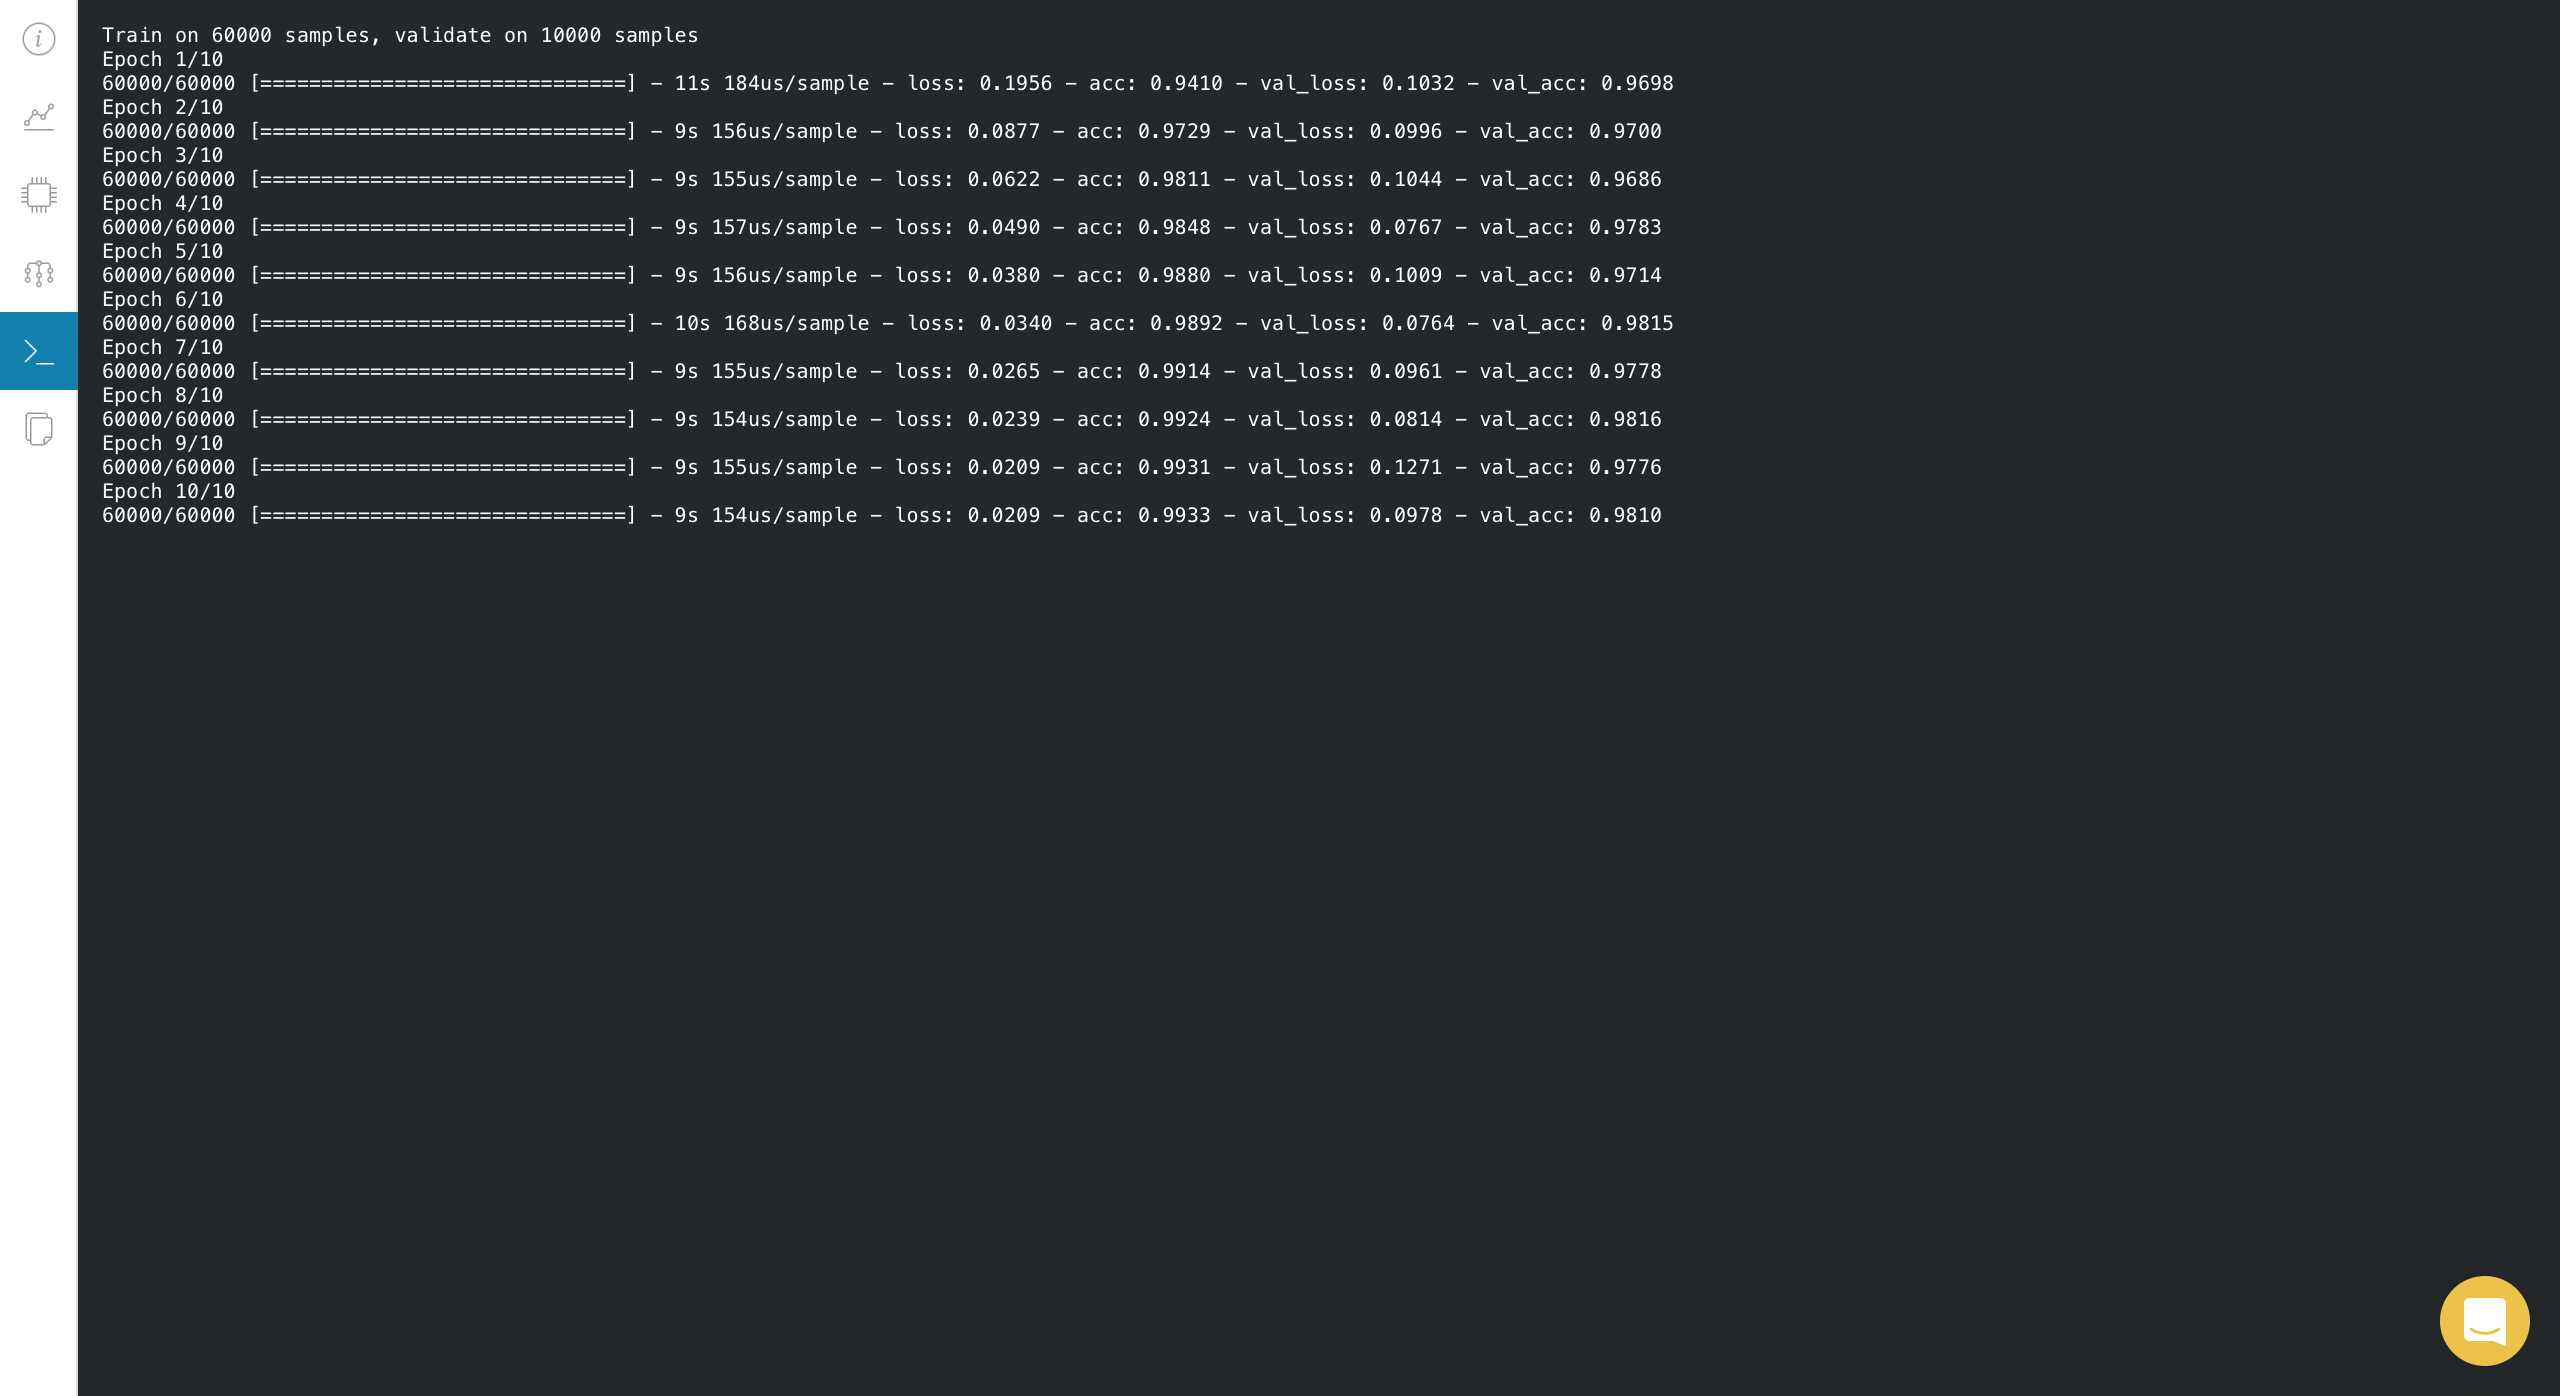 Train on 60000 samples, validate on 10000 samples
Epoch 1/10
60000/60000 [==============================] - 11s 184us/sample - loss: 0.1956 - acc: 0.9410 - val_loss: 0.1032 - val_acc: 0.9698
Epoch 2/10
60000/60000 [==============================] - 9s 156us/sample - loss: 0.0877 - acc: 0.9729 - val_loss: 0.0996 - val_acc: 0.9700
Epoch 3/10
60000/60000 [==============================] - 9s 155us/sample - loss: 0.0622 - acc: 0.9811 - val_loss: 0.1044 - val_acc: 0.9686
Epoch 4/10
60000/60000 [==============================] - 9s 157us/sample - loss: 0.0490 - acc: 0.9848 - val_loss: 0.0767 - val_acc: 0.9783
Epoch 5/10
60000/60000 [==============================] - 9s 156us/sample - loss: 0.0380 - acc: 0.9880 - val_loss: 0.1009 - val_acc: 0.9714
Epoch 6/10
60000/60000 [==============================] - 10s 168us/sample - loss: 0.0340 - acc: 0.9892 - val_loss: 0.0764 - val_acc: 0.9815
Epoch 7/10
60000/60000 [==============================] - 9s 155us/sample - loss: 0.0265 - acc: 0.9914 - val_loss: 0.0961 - val_acc: 0.9778
Epoch 8/10
60000/60000 [==============================] - 9s 154us/sample - loss: 0.0239 - acc: 0.9924 - val_loss: 0.0814 - val_acc: 0.9816
Epoch 9/10
60000/60000 [==============================] - 9s 155us/sample - loss: 0.0209 - acc: 0.9931 - val_loss: 0.1271 - val_acc: 0.9776
Epoch 10/10
60000/60000 [==============================] - 9s 154us/sample - loss: 0.0209 - acc: 0.9933 - val_loss: 0.0978 - val_acc: 0.9810